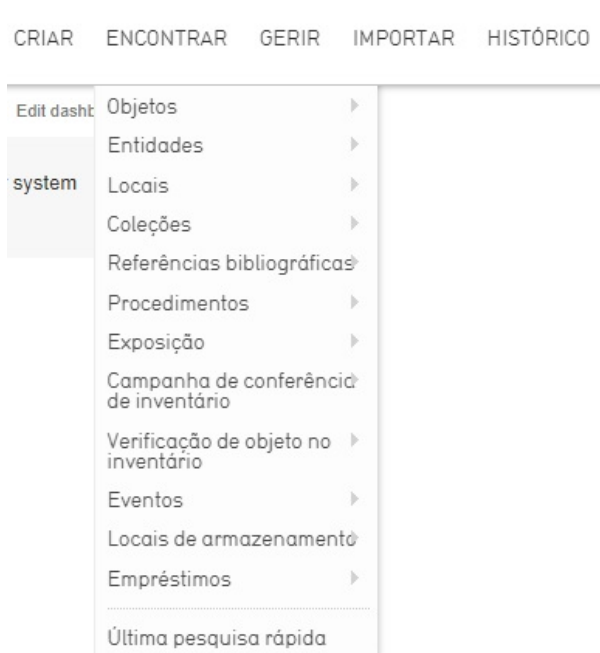 CRIAR ENCONTRAR GERIR IMPORTAR HISTÓRICO
Edit dashb
Objetos
Entidades
system
Locais
Coleções
Referências bibliográficas
Procedimentos
Exposição
Campanha de conferência
de inventário
Verificação de objeto no
inventário
Eventos
Locais de armazenamento
Empréstimos
Última pesquisa rápida